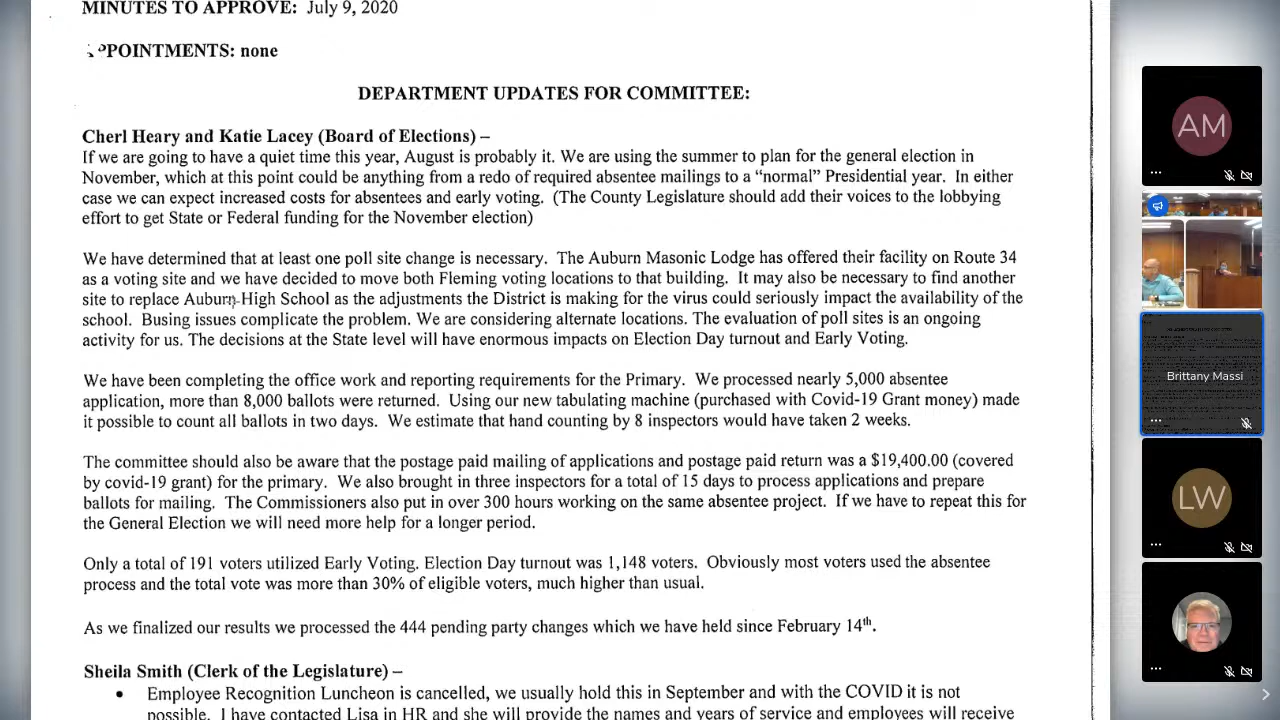 MINUTES TO APPROVE: July 9, 2020
POINTMENTS: none
DEPARTMENT UPDATES FOR COMMITTEE:
Cherl Heary and Katie Lacey (Board of Elections) –
If we are going to have a quiet time this year, August is probably it. We are using the summer to plan for the general election in
November, which at this point could be anything from a redo of required absentee mailings to a “normal” Presidential year. In either
case we can expect increased costs for absentees and early voting. (The County Legislature should add their voices to the lobbying
effort to get State or Federal funding for the November election)
We have determined that at least one poll site change is necessary. The Auburn Masonic Lodge has offered their facility on Route 34
as a voting site and we have decided to move both Fleming voting locations to that building. It may also be necessary to find another
site to replace Auburn High School as the adjustments the District is making for the virus could seriously impact the availability of the
school. Busing issues complicate the problem. We are considering alternate locations. The evaluation of poll sites is an ongoing
activity for us. The decisions at the State level will have enormous impacts on Election Day turnout and Early Voting.
We have been completing the office work and reporting requirements for the Primary. We processed nearly 5,000 absentee
application, more than 8,000 ballots were returned. Using our new tabulating machine (purchased with Covid-19 Grant money) made
it possible to count all ballots in two days. We estimate that hand counting by 8 inspectors would have taken 2 weeks.
The committee should also be aware that the postage paid mailing of applications and postage paid return was a $19,400.00 (covered
by covid-19 grant) for the primary. We also brought in three inspectors for a total of 15 days to process applications and prepare
ballots for mailing. The Commissioners also put in over 300 hours working on the same absentee project. If we have to repeat this for
the General Election we will need more help for a longer period.
Only a total of 191 voters utilized Early Voting. Election Day turnout was 1,148 voters. Obviously most voters used the absentee
process and the total vote was more than 30% of eligible voters, much higher than usual.
As we finalized our results we processed the 444 pending party changes which we have held since February 14th.
Sheila Smith (Clerk of the Legislature) –
• Employee Recognition Luncheon is cancelled, we usually hold this in September and with the COVID it is not
possible. I have contacted Lisa in HR and she will provide the names and years of service and employees will receive
AM
Brittany Massi
LW